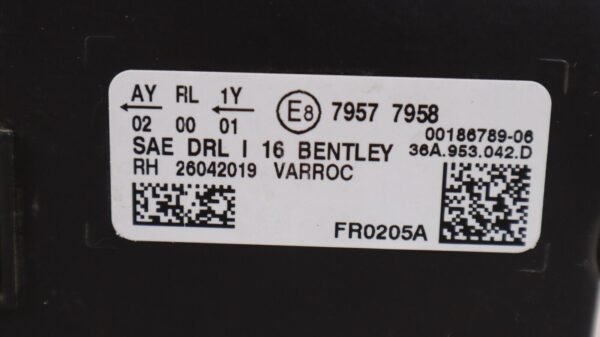 AY RL 1Y
02 00 01
E8 7957 7958
00186789-06
SAE DRL I 16 BENTLEY 36A.953.042.D
RH 26042019 VARROC
FR0205A